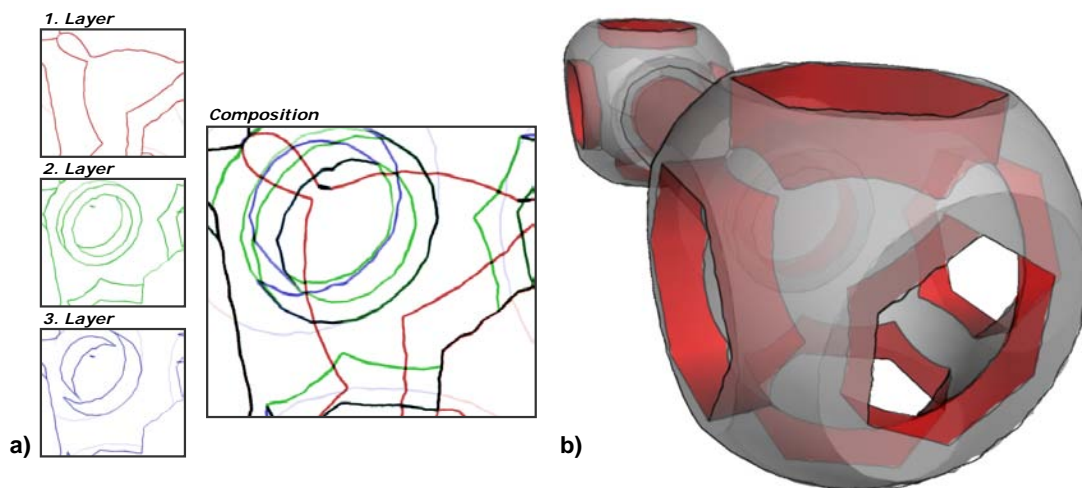 1. Layer
2. Layer
3. Layer
Composition
a)
b)